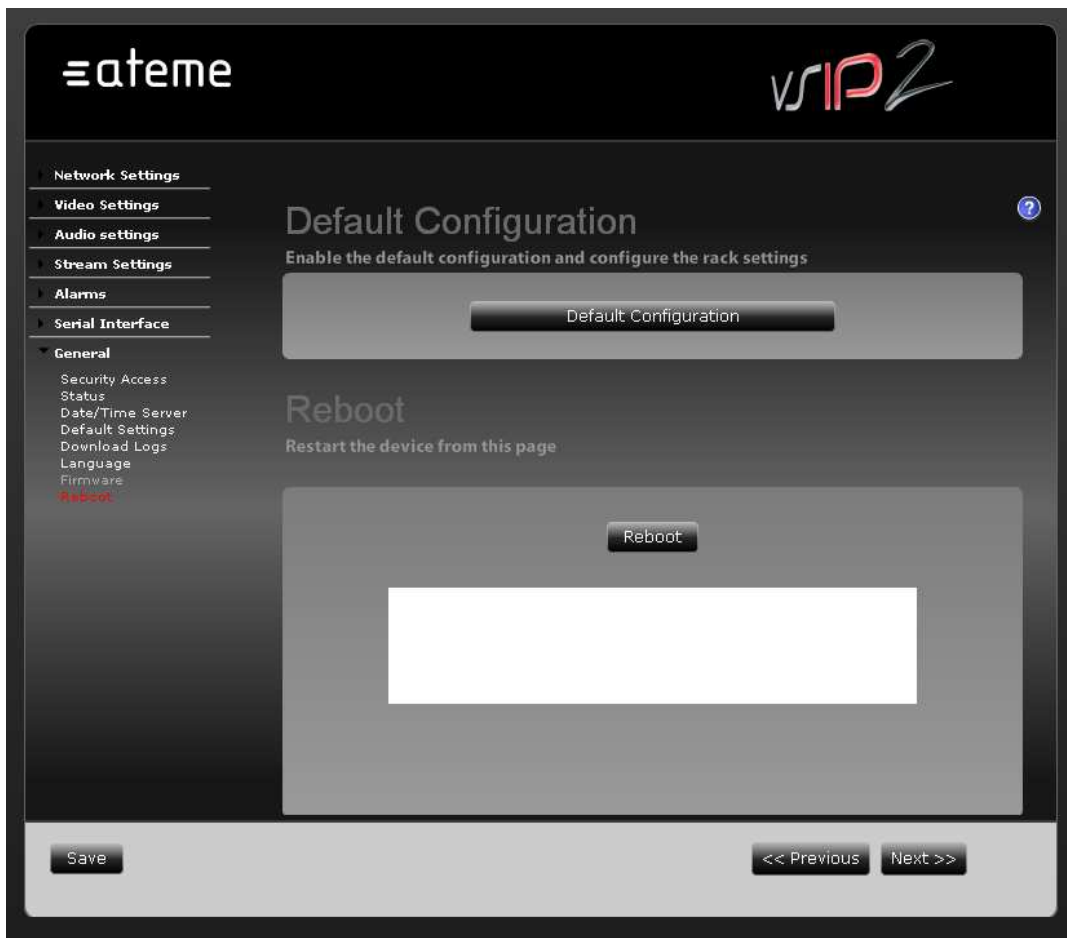 ateme
vsIP2
Network Settings
Video Settings
Audio settings
Stream Settings
Alarms
Serial Interface
General
Security Access
Status
Date/Time Server
Default Settings
Download Logs
Language
Firmware
Reboot
?
Default Configuration
Enable the default configuration and configure the rack settings
Default Configuration
Reboot
Restart the device from this page
Reboot
Save
<< Previous
Next >>